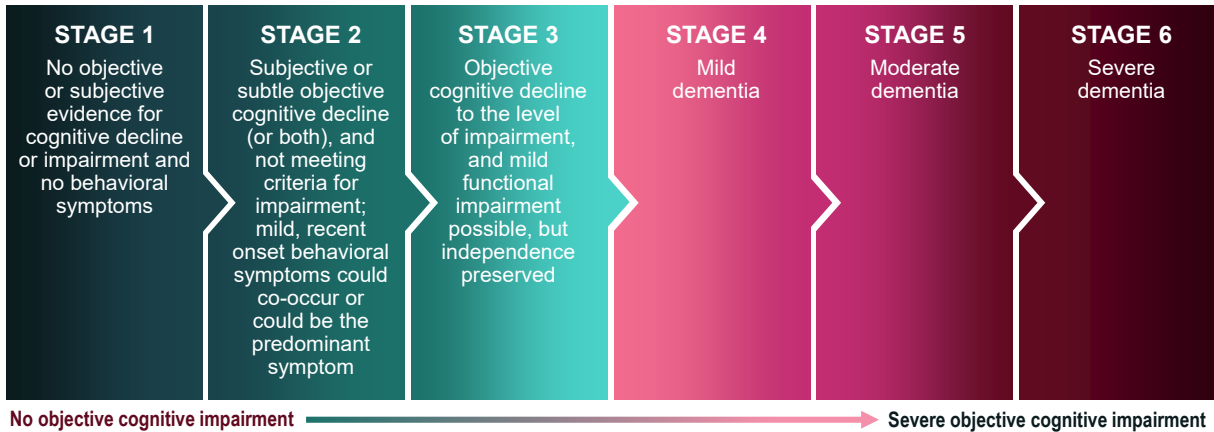 STAGE 1
No objective
or subjective
evidence for
cognitive decline
or impairment and
no behavioral
symptoms
STAGE 2
Subjective or
subtle objective
cognitive decline
(or both), and
not meeting
criteria for
impairment;
mild, recent
onset behavioral
symptoms could
co-occur or
could be the
predominant
symptom
STAGE 3
Objective
cognitive decline
to the level
of impairment,
and mild
functional
impairment
possible, but
independence
preserved
STAGE 4
Mild
dementia
STAGE 5
Moderate
dementia
STAGE 6
Severe
dementia
No objective cognitive impairment
Severe objective cognitive impairment